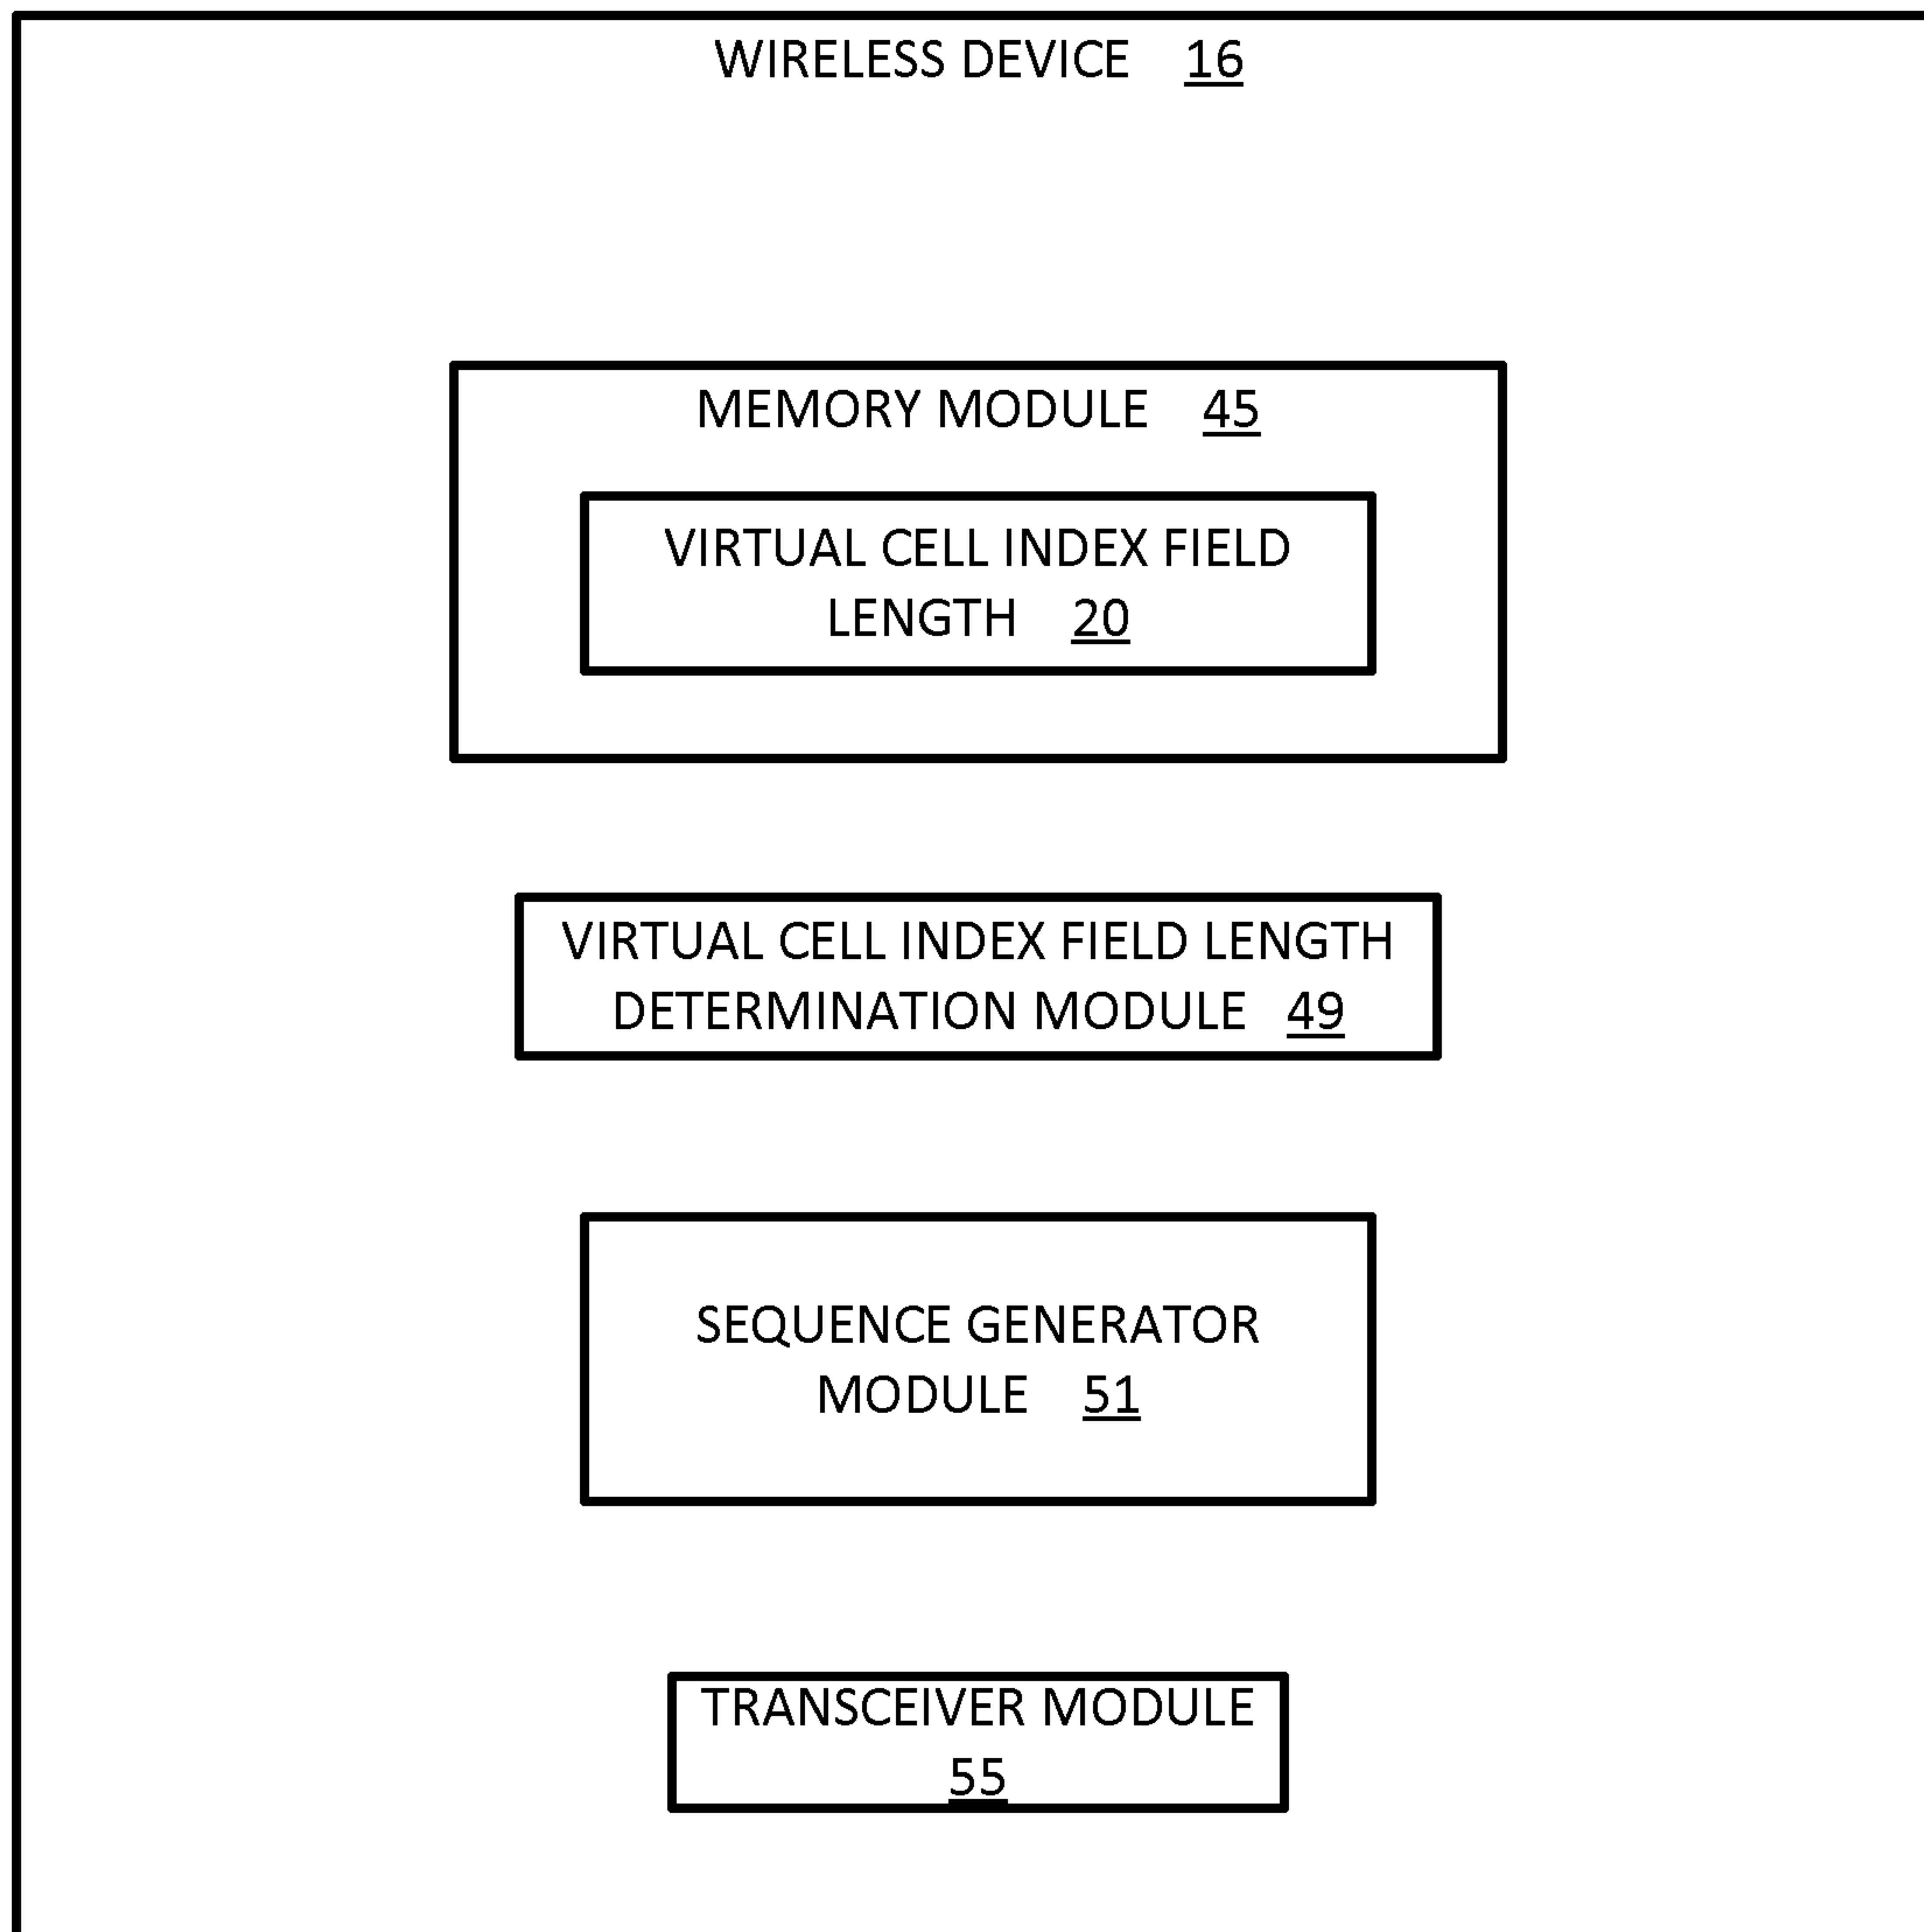 WIRELESS DEVICE 16
MEMORY MODULE 45
VIRTUAL CELL INDEX FIELD
LENGTH 20
VIRTUAL CELL INDEX FIELD LENGTH
DETERMINATION MODULE 49
SEQUENCE GENERATOR
MODULE 51
TRANSCEIVER MODULE
55